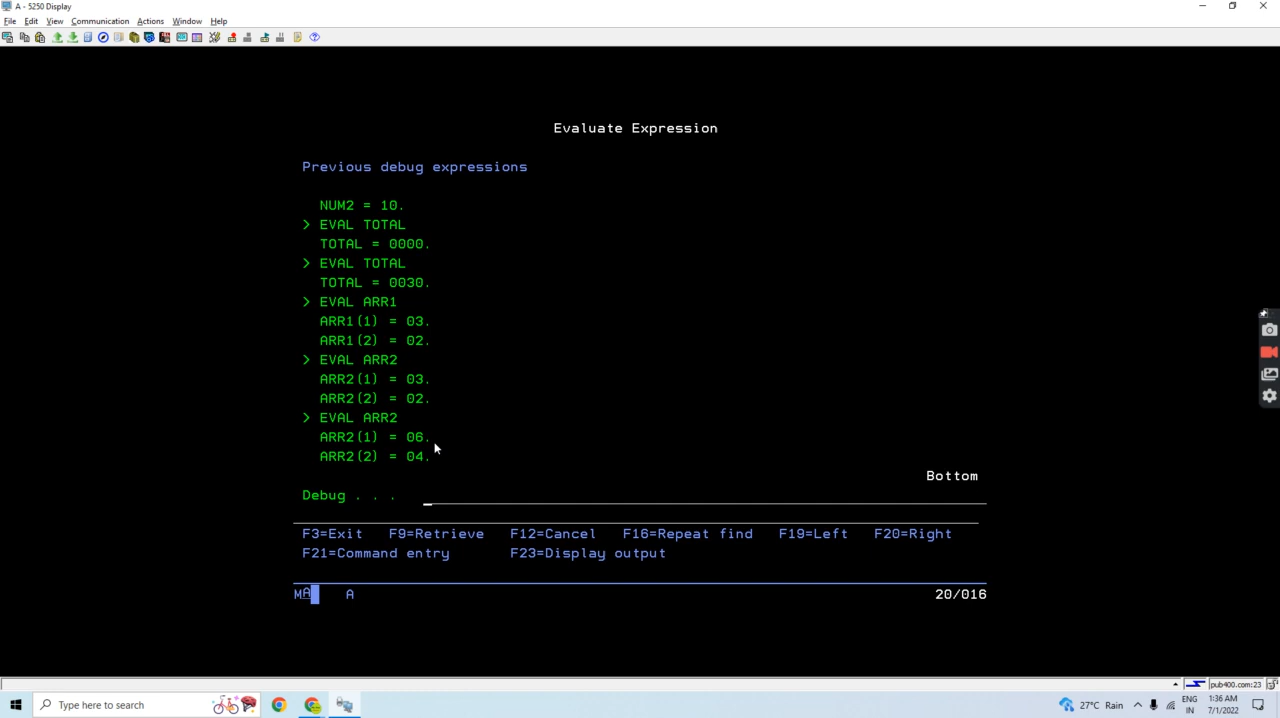 A - 5250 Display
File Edit View Communication Actions Window Help
Evaluate Expression
Previous debug expressions
NUM2 = 10.
> EVAL TOTAL
TOTAL = 0000.
> EVAL TOTAL
TOTAL = 0030.
> EVAL ARR1
ARR1(1) = 03.
ARR1(2) = 02.
> EVAL ARR2
ARR2(1) = 03.
ARR2(2) = 02.
> EVAL ARR2
ARR2(1) = 06.
ARR2(2) = 04.
Bottom
Debug . . .
F3=Exit F9=Retrieve F12=Cancel F16=Repeat find F19=Left F20=Right
F21=Command entry F23=Display output
MA A 20/016
pub400.com:23
Type here to search 27°C Rain ENG 1:36 AM
IN 7/1/2022